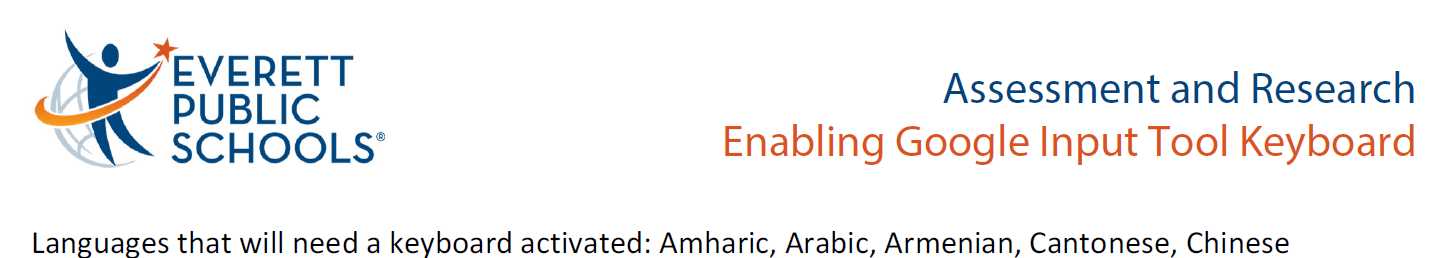 EVERETT
PUBLIC
SCHOOLS®
Assessment and Research
Enabling Google Input Tool Keyboard
Languages that will need a keyboard activated: Amharic, Arabic, Armenian, Cantonese, Chinese